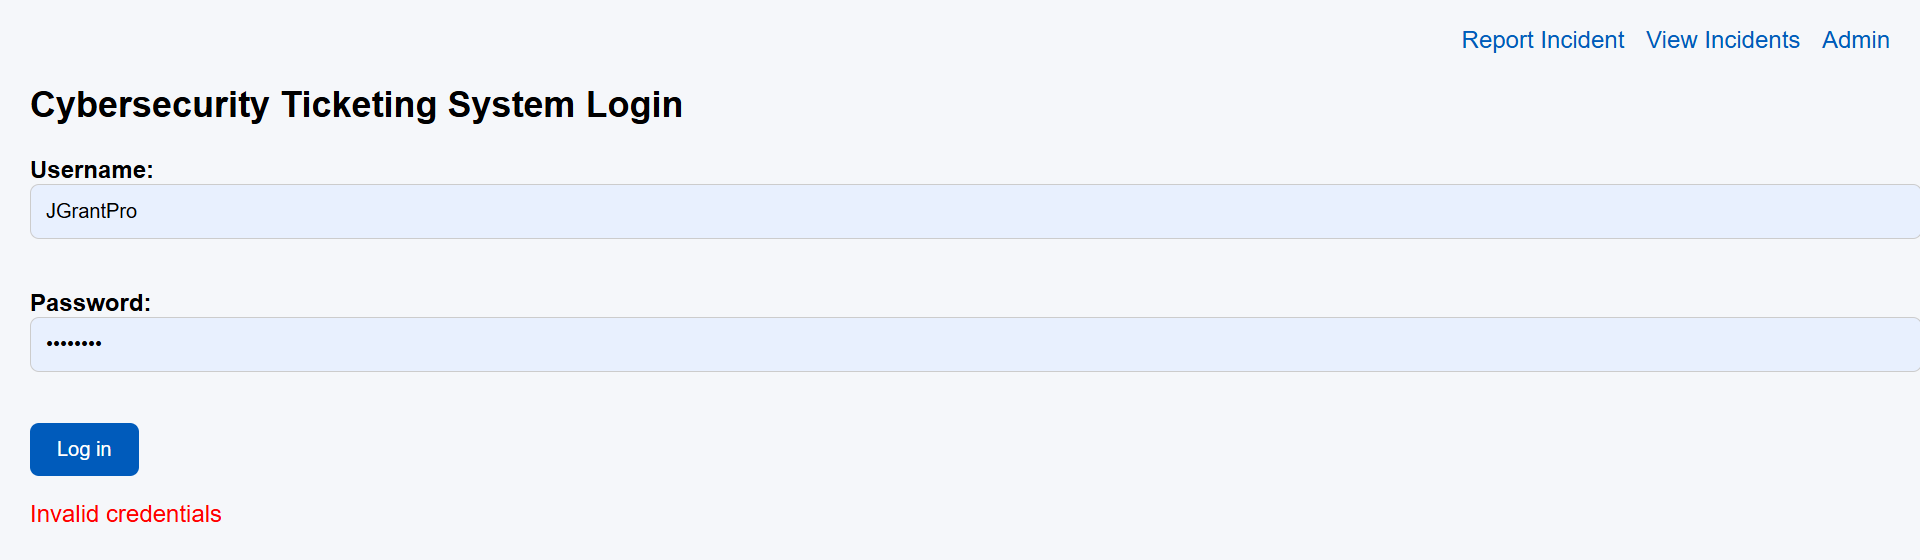 Report Incident View Incidents Admin
Cybersecurity Ticketing System Login
Username:
JGrantPro
Password:
••••••••
Log in
Invalid credentials